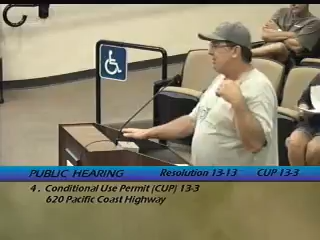 PUBLIC HEARING Resolution 13-13 CUP 13-3
4. Conditional Use Permit (CUP) 13-3
620 Pacific Coast Highway